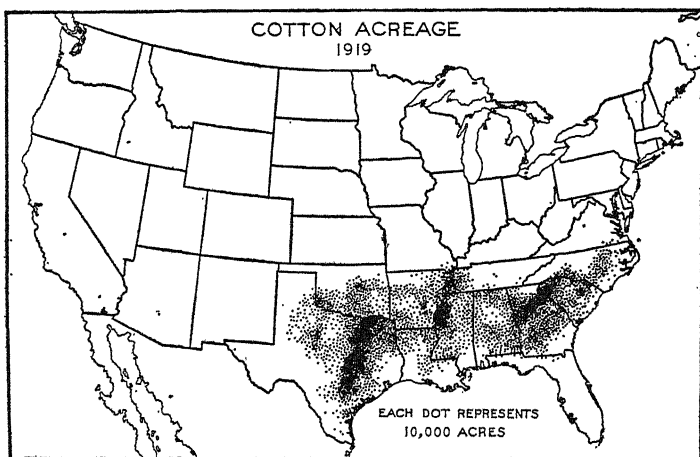 COTTON ACREAGE
1919
EACH DOT REPRESENTS
10,000 ACRES